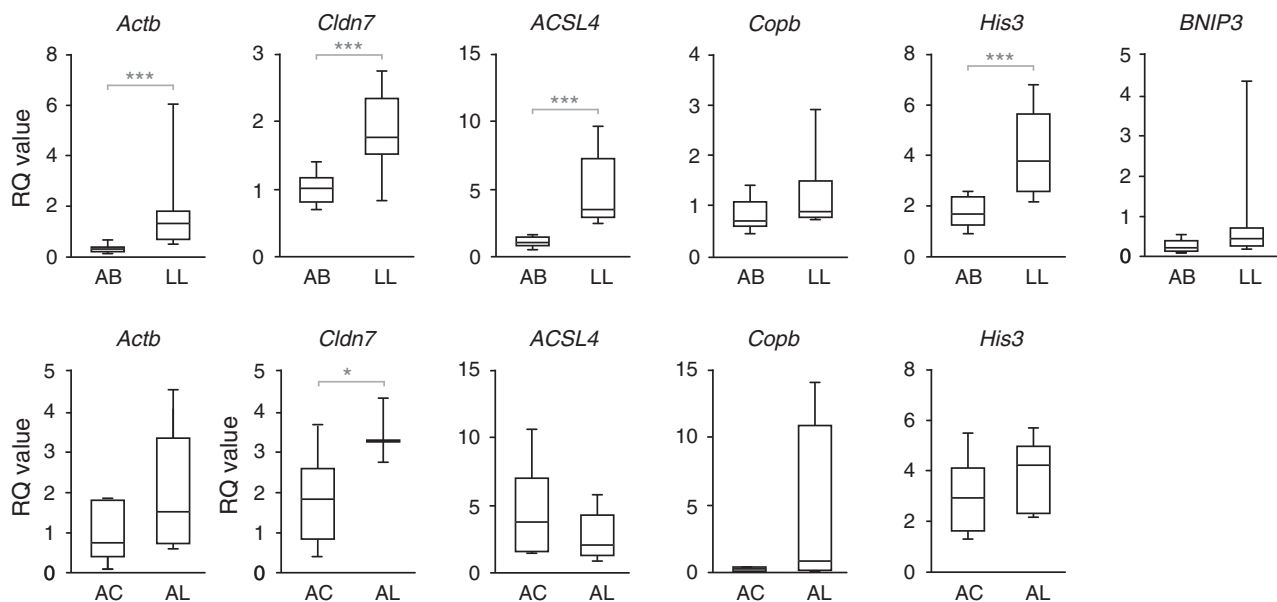 Actb Cldn7 ACSL4 Copb His3 BNIP3
RQ value
8 6 4 2 0 *** AB LL
3 2 1 0 *** AB LL
15 10 5 0 *** AB LL
4 3 2 1 0 AB LL
8 6 4 2 0 *** AB LL
5 4 3 2 1 0 AB LL
Actb Cldn7 ACSL4 Copb His3
RQ value
5 4 3 2 1 0 AC AL
RQ value
5 4 3 2 1 0 * AC AL
15 10 5 0 AC AL
15 10 5 0 AC AL
8 6 4 2 0 AC AL